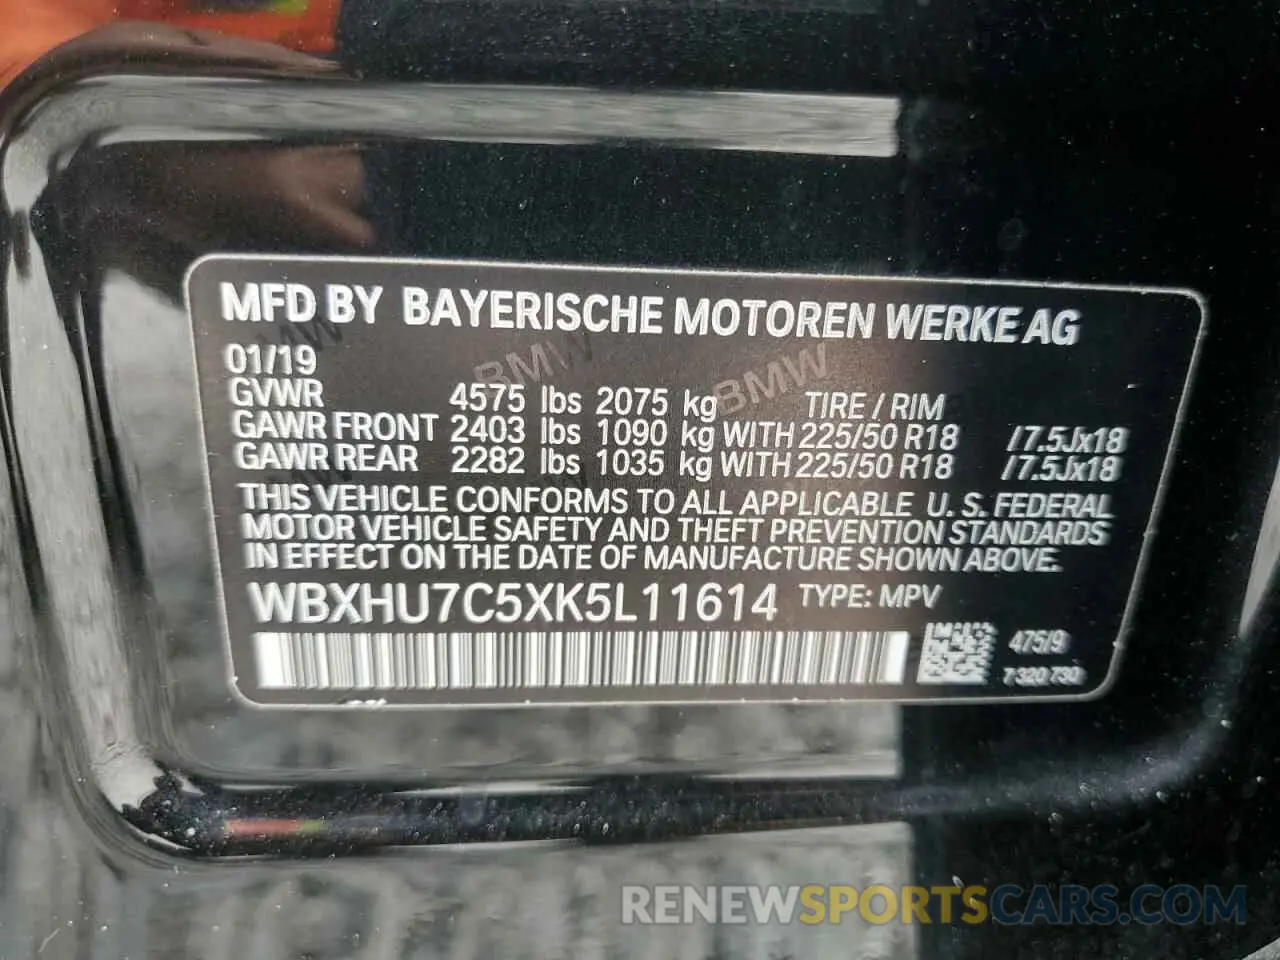 MFD BY BAYERISCHE MOTOREN WERKE AG
01/19
GVWR 4575 lbs 2075 kg TIRE / RIM
GAWR FRONT 2403 lbs 1090 kg WITH 225/50 R18 /7.5Jx18
GAWR REAR 2282 lbs 1035 kg WITH 225/50 R18 /7.5Jx18
THIS VEHICLE CONFORMS TO ALL APPLICABLE U. S. FEDERAL
MOTOR VEHICLE SAFETY AND THEFT PREVENTION STANDARDS
IN EFFECT ON THE DATE OF MANUFACTURE SHOWN ABOVE.
WBXHU7C5XK5L11614 TYPE: MPV
475/9
7 320 730
BMW BMW BMW
RENEWSPORTSCARS.COM